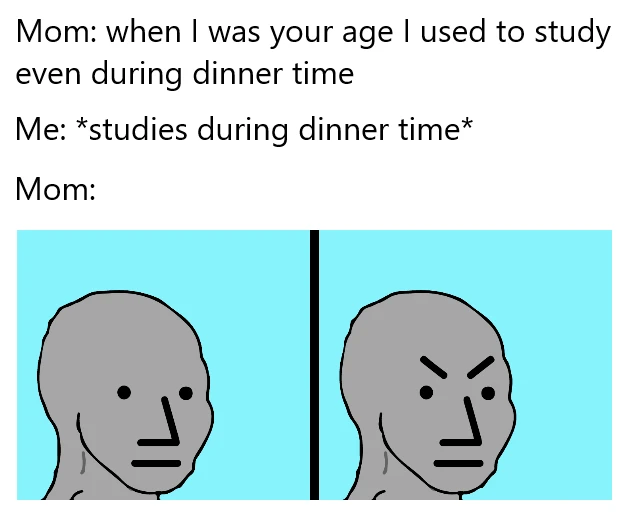 Mom: when I was your age I used to study
even during dinner time
Me: *studies during dinner time*
Mom: